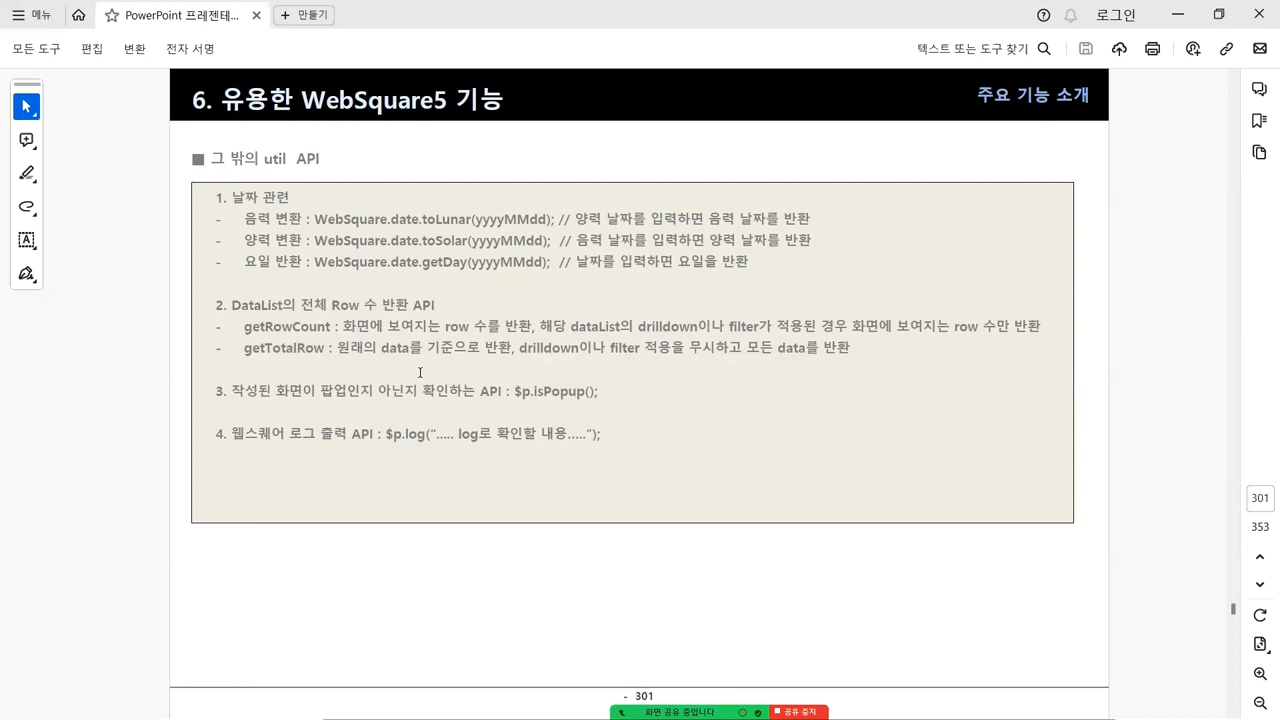 메뉴
PowerPoint 프레젠테...
만들기
로그인
모든 도구 편집 변환 전자 서명
텍스트 또는 도구 찾기
6. 유용한 WebSquare5 기능
주요 기능 소개
■ 그 밖의 util API
1. 날짜 관련
- 음력 변환 : WebSquare.date.toLunar(yyyyMMdd); // 양력 날짜를 입력하면 음력 날짜를 반환
- 양력 변환 : WebSquare.date.toSolar(yyyyMMdd); // 음력 날짜를 입력하면 양력 날짜를 반환
- 요일 반환 : WebSquare.date.getDay(yyyyMMdd); // 날짜를 입력하면 요일을 반환
2. DataList의 전체 Row 수 반환 API
- getRowCount : 화면에 보여지는 row 수를 반환, 해당 dataList의 drilldown이나 filter가 적용된 경우 화면에 보여지는 row 수만 반환
- getTotalRow : 원래의 data를 기준으로 반환, drilldown이나 filter 적용을 무시하고 모든 data를 반환
3. 작성된 화면이 팝업인지 아닌지 확인하는 API : $p.isPopup();
4. 웹스퀘어 로그 출력 API : $p.log("..... log로 확인할 내용.....");
301
353
- 301
화면 공유 중입니다
공유 중지